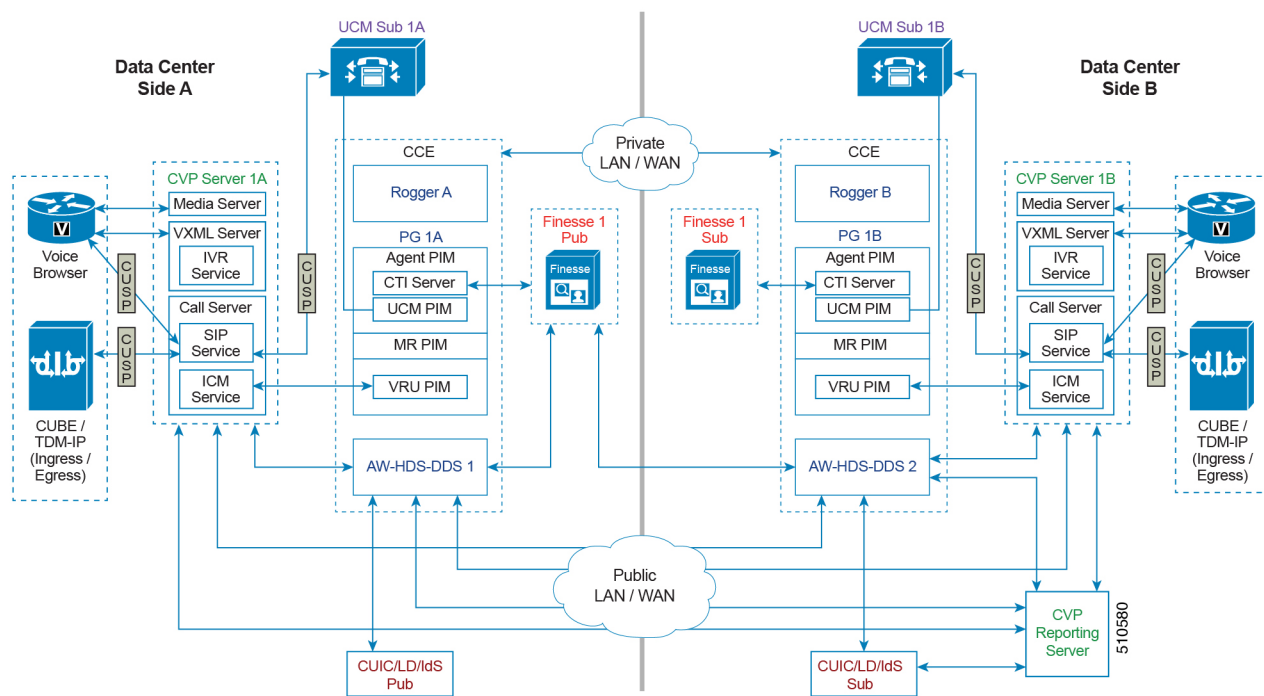 UCM Sub 1A
UCM Sub 1B
Data Center
Side A
Data Center
Side B
Private
LAN / WAN
CCE
CCE
CVP Server 1A
Media Server
VXML Server
IVR
Service
Call Server
SIP
Service
ICM
Service
Voice
Browser
V
CUSP
CUSP
CUSP
CUBE /
TDM-IP
(Ingress /
Egress)
Rogger A
PG 1A
Agent PIM
CTI Server
UCM PIM
MR PIM
VRU PIM
AW-HDS-DDS 1
Finesse 1
Pub
Finesse
Finesse 1
Sub
Finesse
Rogger B
PG 1B
Agent PIM
CTI Server
UCM PIM
MR PIM
VRU PIM
AW-HDS-DDS 2
CVP Server 1B
Media Server
VXML Server
IVR
Service
Call Server
SIP
Service
ICM
Service
CUSP
CUSP
CUSP
V
Voice
Browser
CUBE /
TDM-IP
(Ingress /
Egress)
Public
LAN / WAN
CUIC/LD/IdS
Pub
CUIC/LD/IdS
Sub
CVP
Reporting
Server
510580